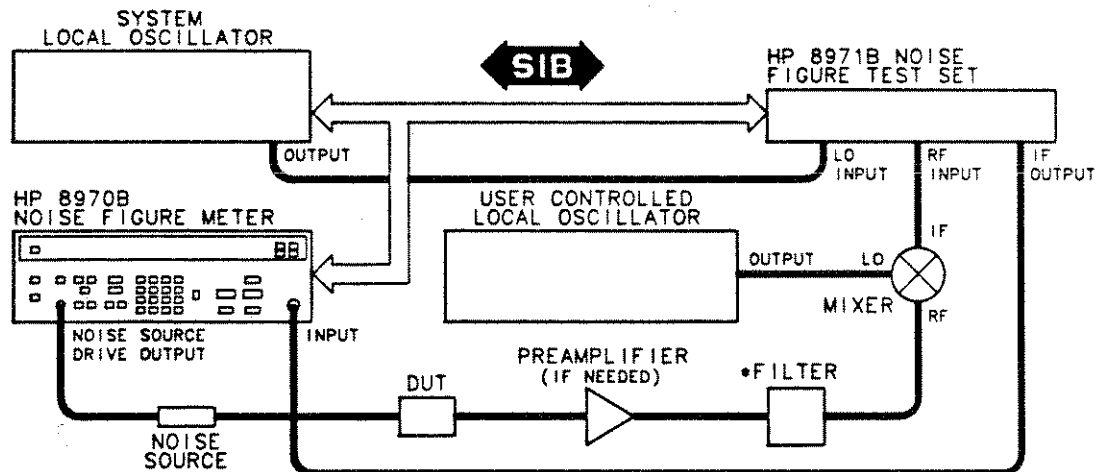 SYSTEM
LOCAL OSCILLATOR
SIB
HP 8971B NOISE
FIGURE TEST SET
OUTPUT
LO
INPUT
RF
INPUT
IF
OUTPUT
HP 8970B
NOISE FIGURE METER
USER CONTROLLED
LOCAL OSCILLATOR
IF
OUTPUT
LO
MIXER
RF
NOISE SOURCE
DRIVE OUTPUT
INPUT
PREAMPLIFIER
(IF NEEDED)
*FILTER
DUT
NOISE
SOURCE